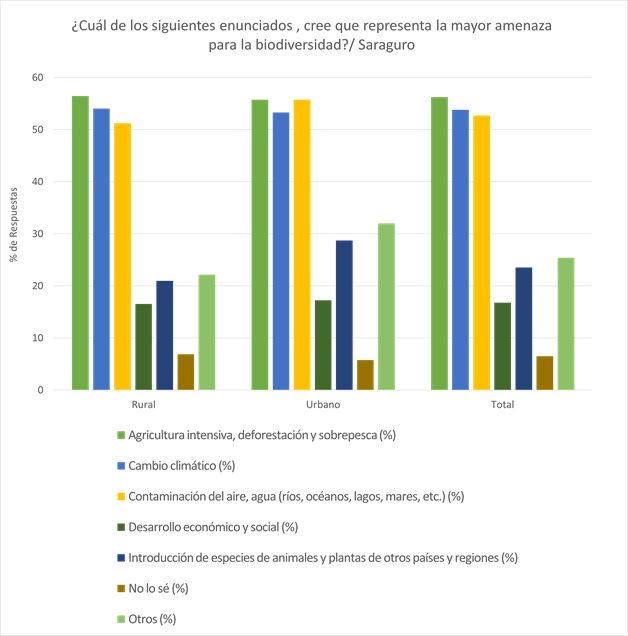 ¿Cuál de los siguientes enunciados , cree que representa la mayor amenaza
para la biodiversidad?/ Saraguro
60
50
40
30
20
10
0
% de Respuestas
Rural
Urbano
Total
Agricultura intensiva, deforestación y sobrepesca (%)
Cambio climático (%)
Contaminación del aire, agua (ríos, océanos, lagos, mares, etc.) (%)
Desarrollo económico y social (%)
Introducción de especies de animales y plantas de otros países y regiones (%)
No lo sé (%)
Otros (%)